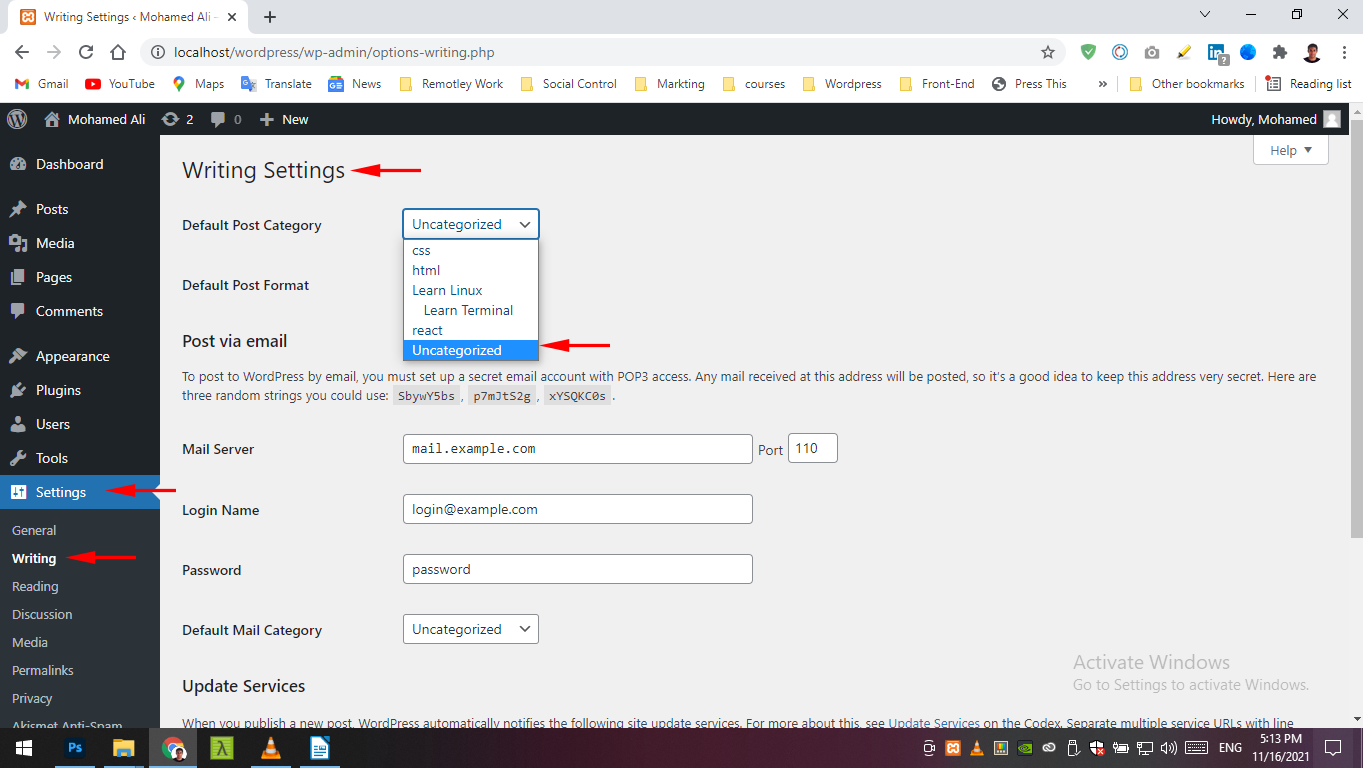 Writing Settings ‹ Mohamed Ali –
localhost/wordpress/wp-admin/options-writing.php
Gmail YouTube Maps Translate News Remotley Work Social Control Markting courses Wordpress Front-End Press This » Other bookmarks Reading list
Mohamed Ali 2 0 + New Howdy, Mohamed
Help
Dashboard
Posts
Media
Pages
Comments
Appearance
Plugins
Users
Tools
Settings
General
Writing
Reading
Discussion
Media
Permalinks
Privacy
Akismet Anti-Spam
Writing Settings
Default Post Category Uncategorized
css
html
Learn Linux
Learn Terminal
react
Uncategorized
Default Post Format
Post via email
To post to WordPress by email, you must set up a secret email account with POP3 access. Any mail received at this address will be posted, so it's a good idea to keep this address very secret. Here are
three random strings you could use: SbywY5bs , p7mJtS2g , xYSQKC0s .
Mail Server mail.example.com Port 110
Login Name login@example.com
Password password
Default Mail Category Uncategorized
Update Services
When you publish a new post, WordPress automatically notifies the following site update services. For more about this, see Update Services on the Codex. Separate multiple service URLs with line
Activate Windows
Go to Settings to activate Windows.
Ps
ENG
5:13 PM
11/16/2021